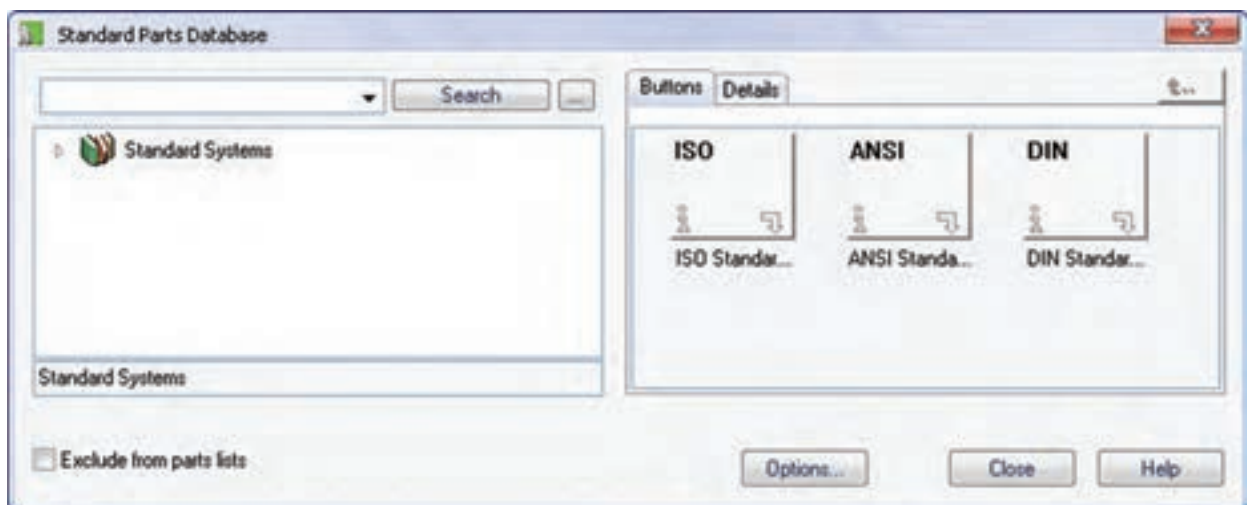 Standard Parts Database
Search ...
Standard Systems
Standard Systems
Exclude from parts lists
Buttons Details
ISO ANSI DIN
ISO Standar... ANSI Standa... DIN Standar...
Options... Close Help